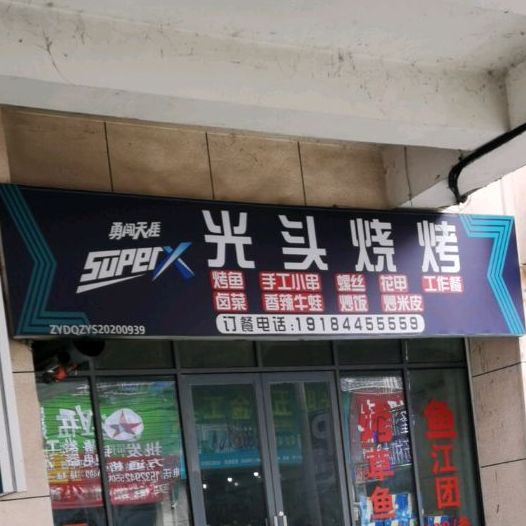 光头烧烤
勇闯天涯
SUPERX
烤鱼 手工小串 螺丝 花甲 工作餐
卤菜 香辣牛蛙 炒饭 炒米皮
订餐电话:19184455559
ZYDQZYS20200939
批发
鱼
江团